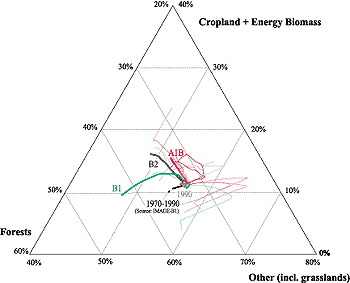 20% 40%
Cropland + Energy Biomass
30% 30%
40% 20%
A1B
B2
B1
50% 10%
1990
1970-1990
(Source: IMAGE-B1)
Forests
60% 0%
40% 50% 60% 70% 80%
Other (incl. grasslands)